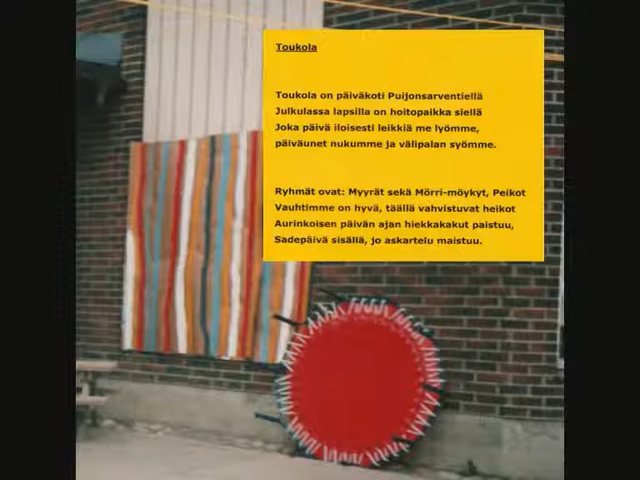 Toukola
Toukola on päiväkoti Puijonsarventiellä
Julkulassa lapsilla on hoitopaikka siellä
Joka päivä iloisesti leikkiä me lyömme,
päiväunet nukumme ja välipalan syömme.
Ryhmät ovat: Myyrät sekä Mörri-möykyt, Peikot
Vauhtimme on hyvä, täällä vahvistuvat heikot
Aurinkoisen päivän ajan hiekkakakut paistuu,
Sadepäivä sisällä, jo askartelu maistuu.